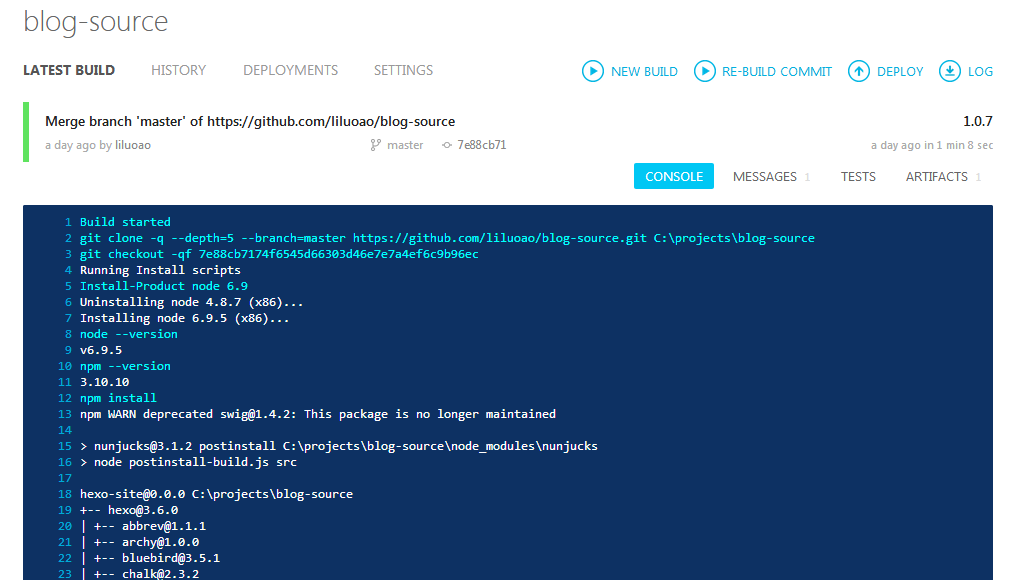 blog-source
LATEST BUILD HISTORY DEPLOYMENTS SETTINGS NEW BUILD RE-BUILD COMMIT DEPLOY LOG
Merge branch 'master' of https://github.com/liluoao/blog-source 1.0.7
a day ago by liluoao master 7e88cb71 a day ago in 1 min 8 sec
CONSOLE MESSAGES 1 TESTS ARTIFACTS 1
1 Build started
2 git clone -q --depth=5 --branch=master https://github.com/liluoao/blog-source.git C:\projects\blog-source
3 git checkout -qf 7e88cb7174f6545d66303d46e7e7a4ef6c9b96ec
4 Running Install scripts
5 Install-Product node 6.9
6 Uninstalling node 4.8.7 (x86)...
7 Installing node 6.9.5 (x86)...
8 node --version
9 v6.9.5
10 npm --version
11 3.10.10
12 npm install
13 npm WARN deprecated swig@1.4.2: This package is no longer maintained
14
15 > nunjucks@3.1.2 postinstall C:\projects\blog-source\node_modules\nunjucks
16 > node postinstall-build.js src
17
18 hexo-site@0.0.0 C:\projects\blog-source
19 +-- hexo@3.6.0
20 | +-- abbrev@1.1.1
21 | +-- archy@1.0.0
22 | +-- bluebird@3.5.1
23 | +-- chalk@2.3.2